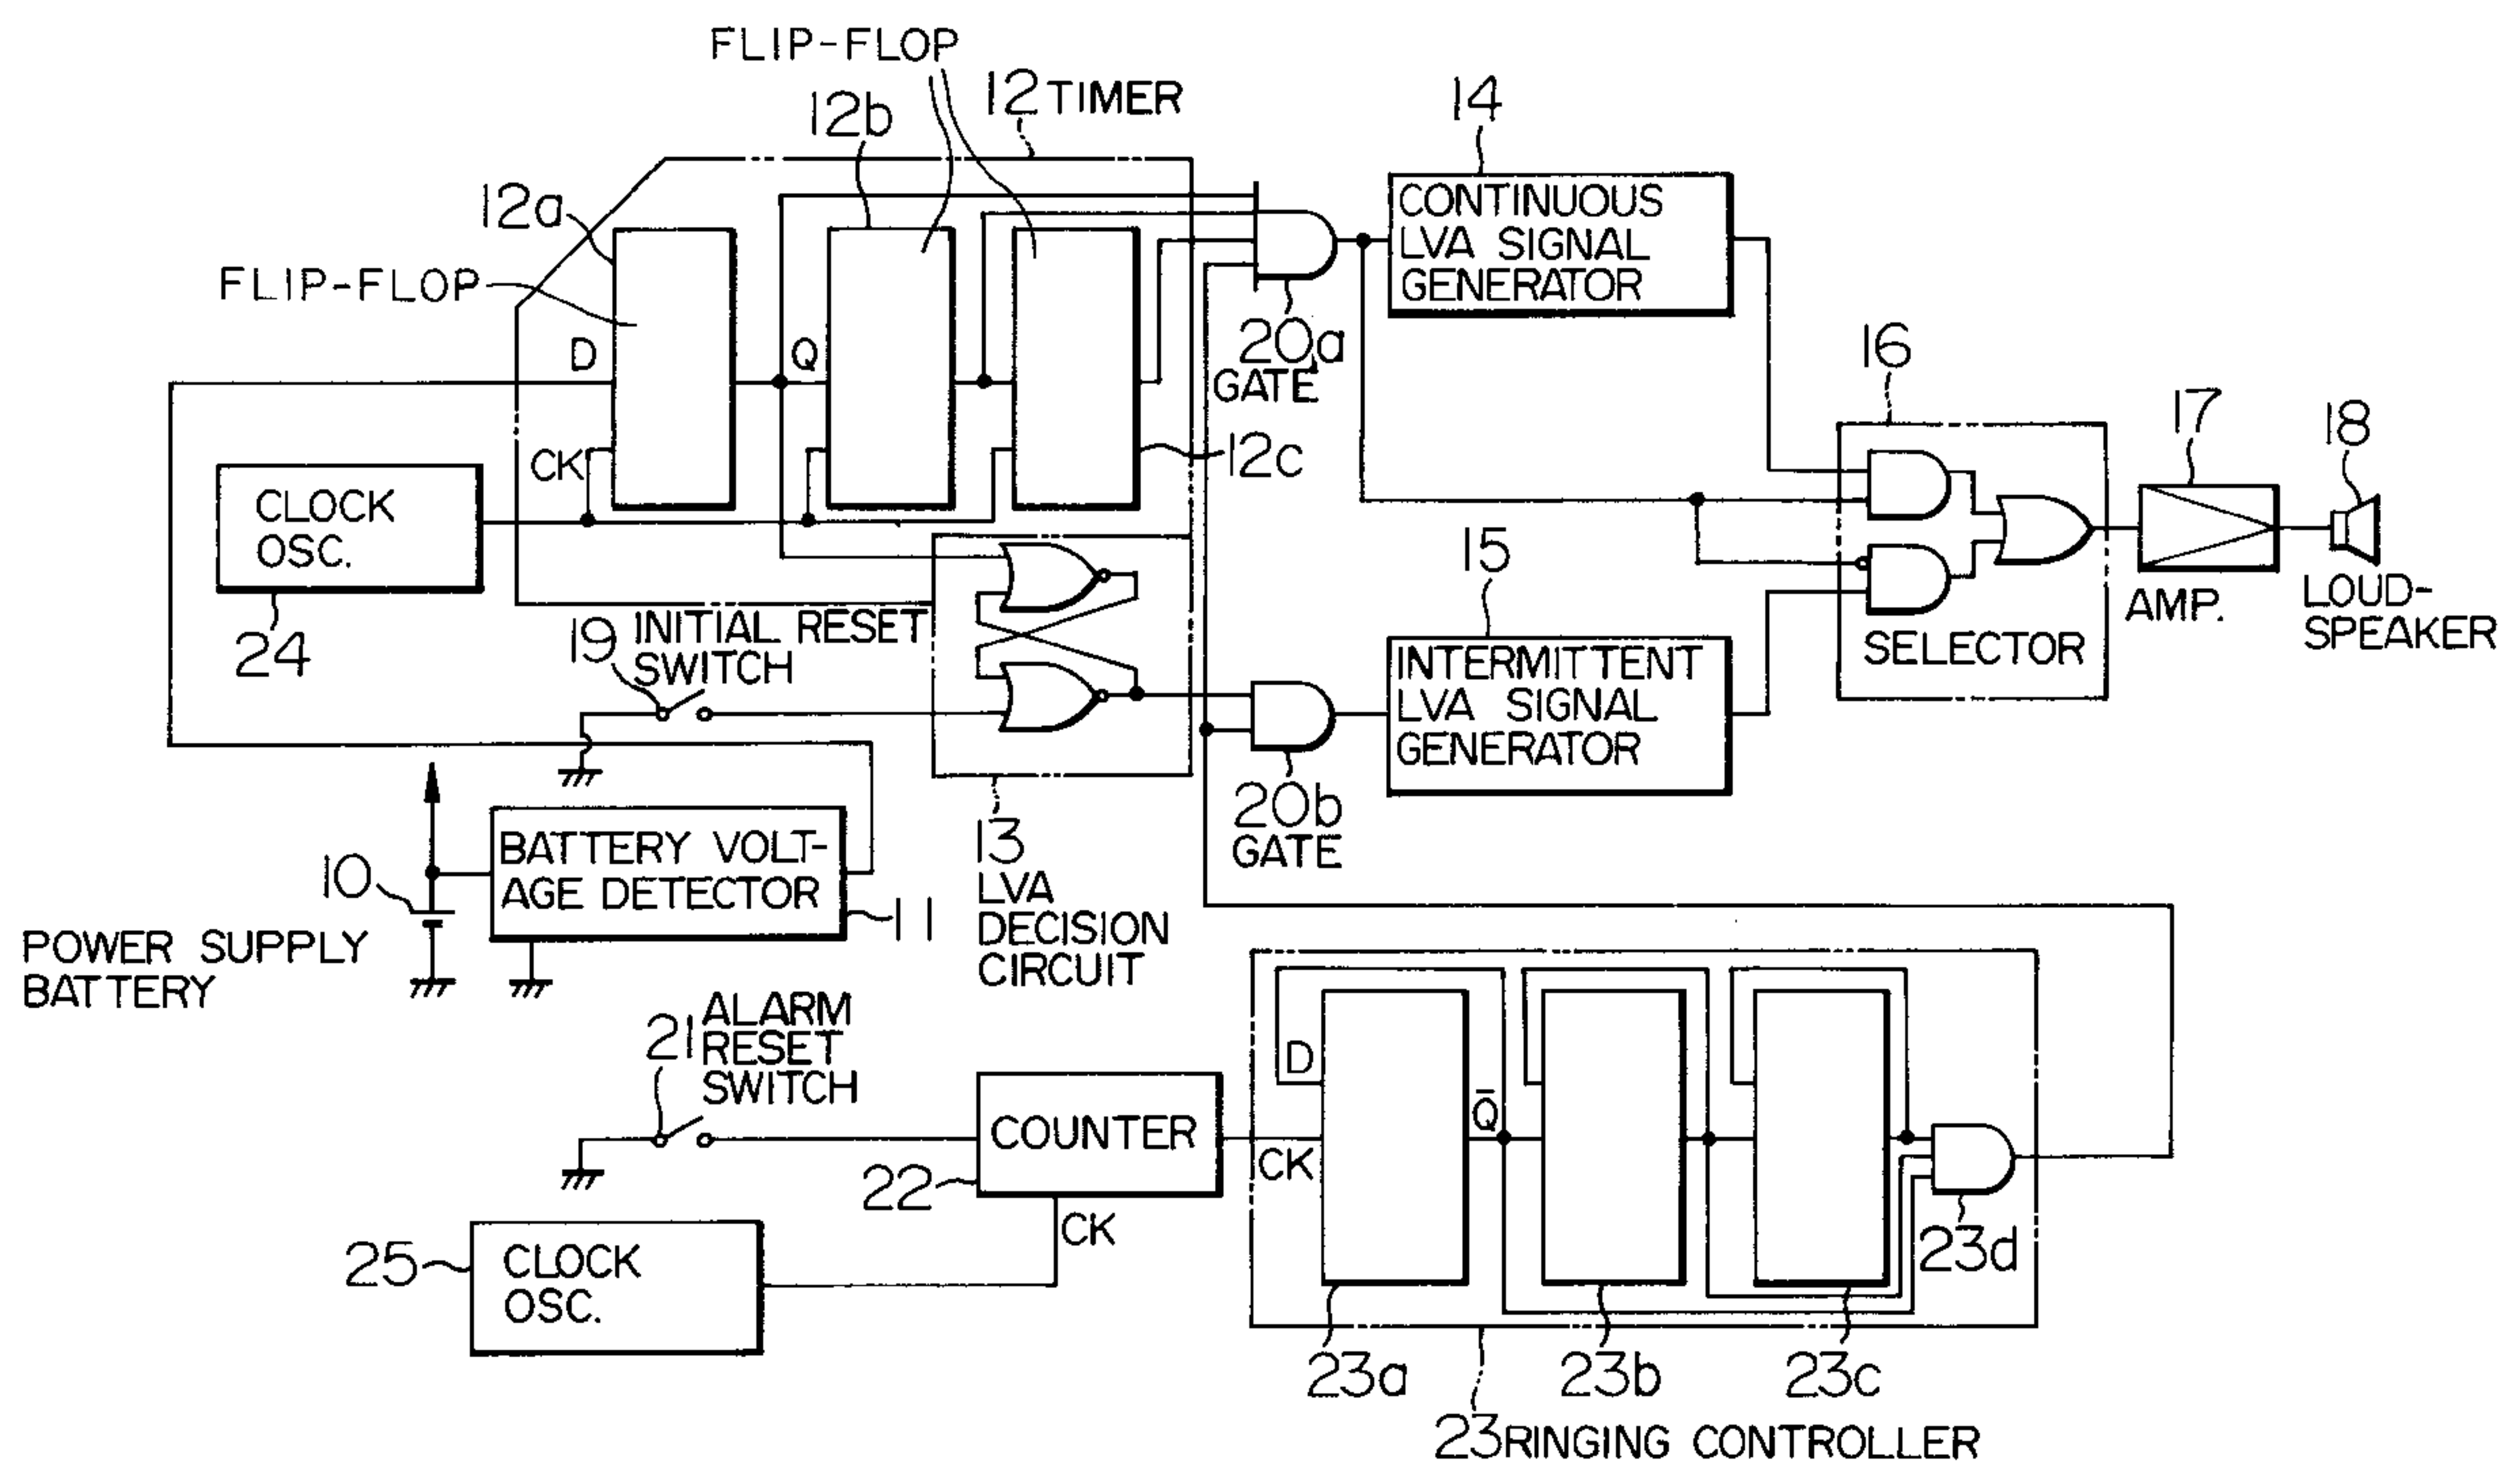 FLIP-FLOP
12 TIMER
12b
14
12a
CONTINUOUS
LVA SIGNAL
GENERATOR
FLIP-FLOP
D
Q
20a
GATE
16
17
18
CK
12c
CLOCK
OSC.
24
15
19 INITIAL RESET
SWITCH
SELECTOR
AMP.
LOUD-
SPEAKER
INTERMITTENT
LVA SIGNAL
GENERATOR
20b
GATE
13
LVA
DECISION
CIRCUIT
10
BATTERY VOLT-
AGE DETECTOR
11
POWER SUPPLY
BATTERY
21 ALARM
RESET
SWITCH
D
Q̄
COUNTER
22
CK
CK
23d
25
CLOCK
OSC.
23a
23b
23c
23 RINGING CONTROLLER